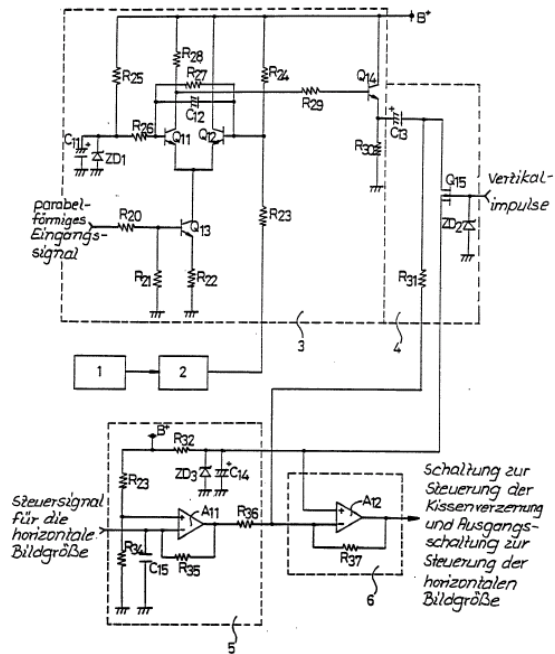 B⁺
R28
R27
R25
R24
Q14
R29
C12
C11
R26
Q11
Q12
C13
R30
ZD1
Q15
Vertikal-
impulse
parabel-
förmiges
Eingangs-
signal
R20
Q13
R23
ZD2
R21
R22
R31
3
4
1
2
B⁺
R32
R23
ZD3
C14
Steuersignal
für die
horizontale
Bildgröße
A11
R36
A12
R34
C15
R35
R37
Schaltung zur
Steuerung der
Kissenverzerrung
und Ausgangs-
schaltung zur
Steuerung der
horizontalen
Bildgröße
5
6